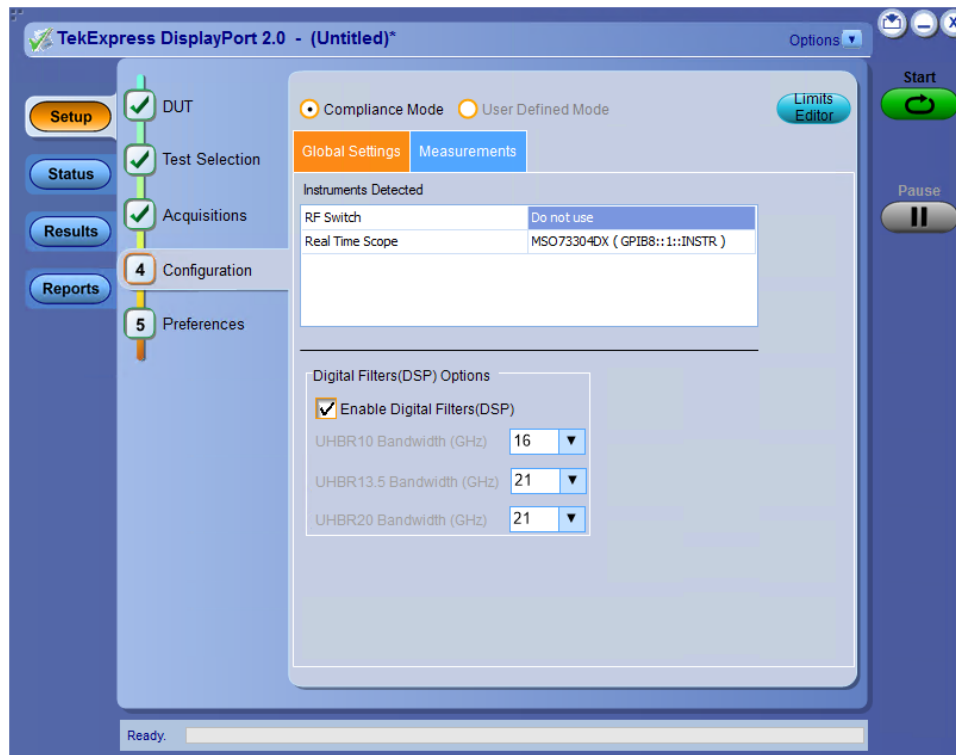 TekExpress DisplayPort 2.0 - (Untitled)*
Options
Start
Pause
Setup
Status
Results
Reports
DUT
Test Selection
Acquisitions
4 Configuration
5 Preferences
Compliance Mode User Defined Mode
Limits
Editor
Global Settings Measurements
Instruments Detected
RF Switch Do not use
Real Time Scope MSO73304DX ( GPIB8::1::INSTR )
Digital Filters(DSP) Options
Enable Digital Filters(DSP)
UHBR10 Bandwidth (GHz) 16
UHBR13.5 Bandwidth (GHz) 21
UHBR20 Bandwidth (GHz) 21
Ready.